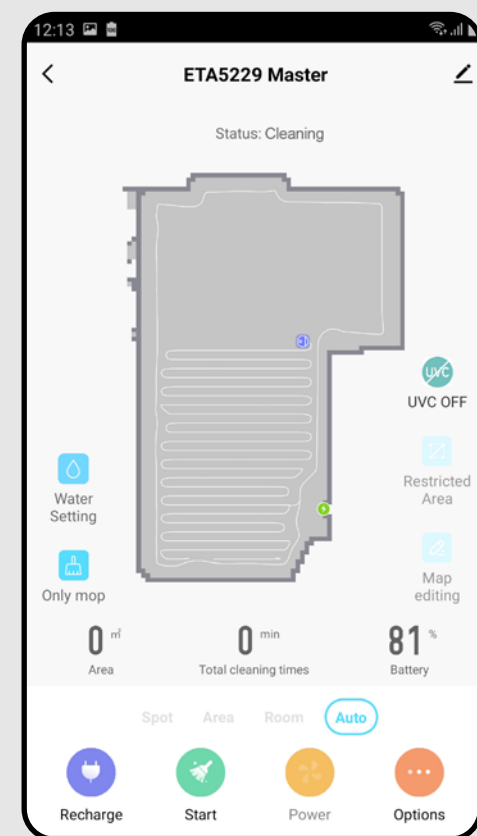 12:13
ETA5229 Master
Status: Cleaning
UVC
UVC OFF
Restricted
Area
Water
Setting
Only mop
Map
editing
0 ㎡
0 min
81 %
Area
Total cleaning times
Battery
Spot Area Room Auto
Recharge
Start
Power
Options